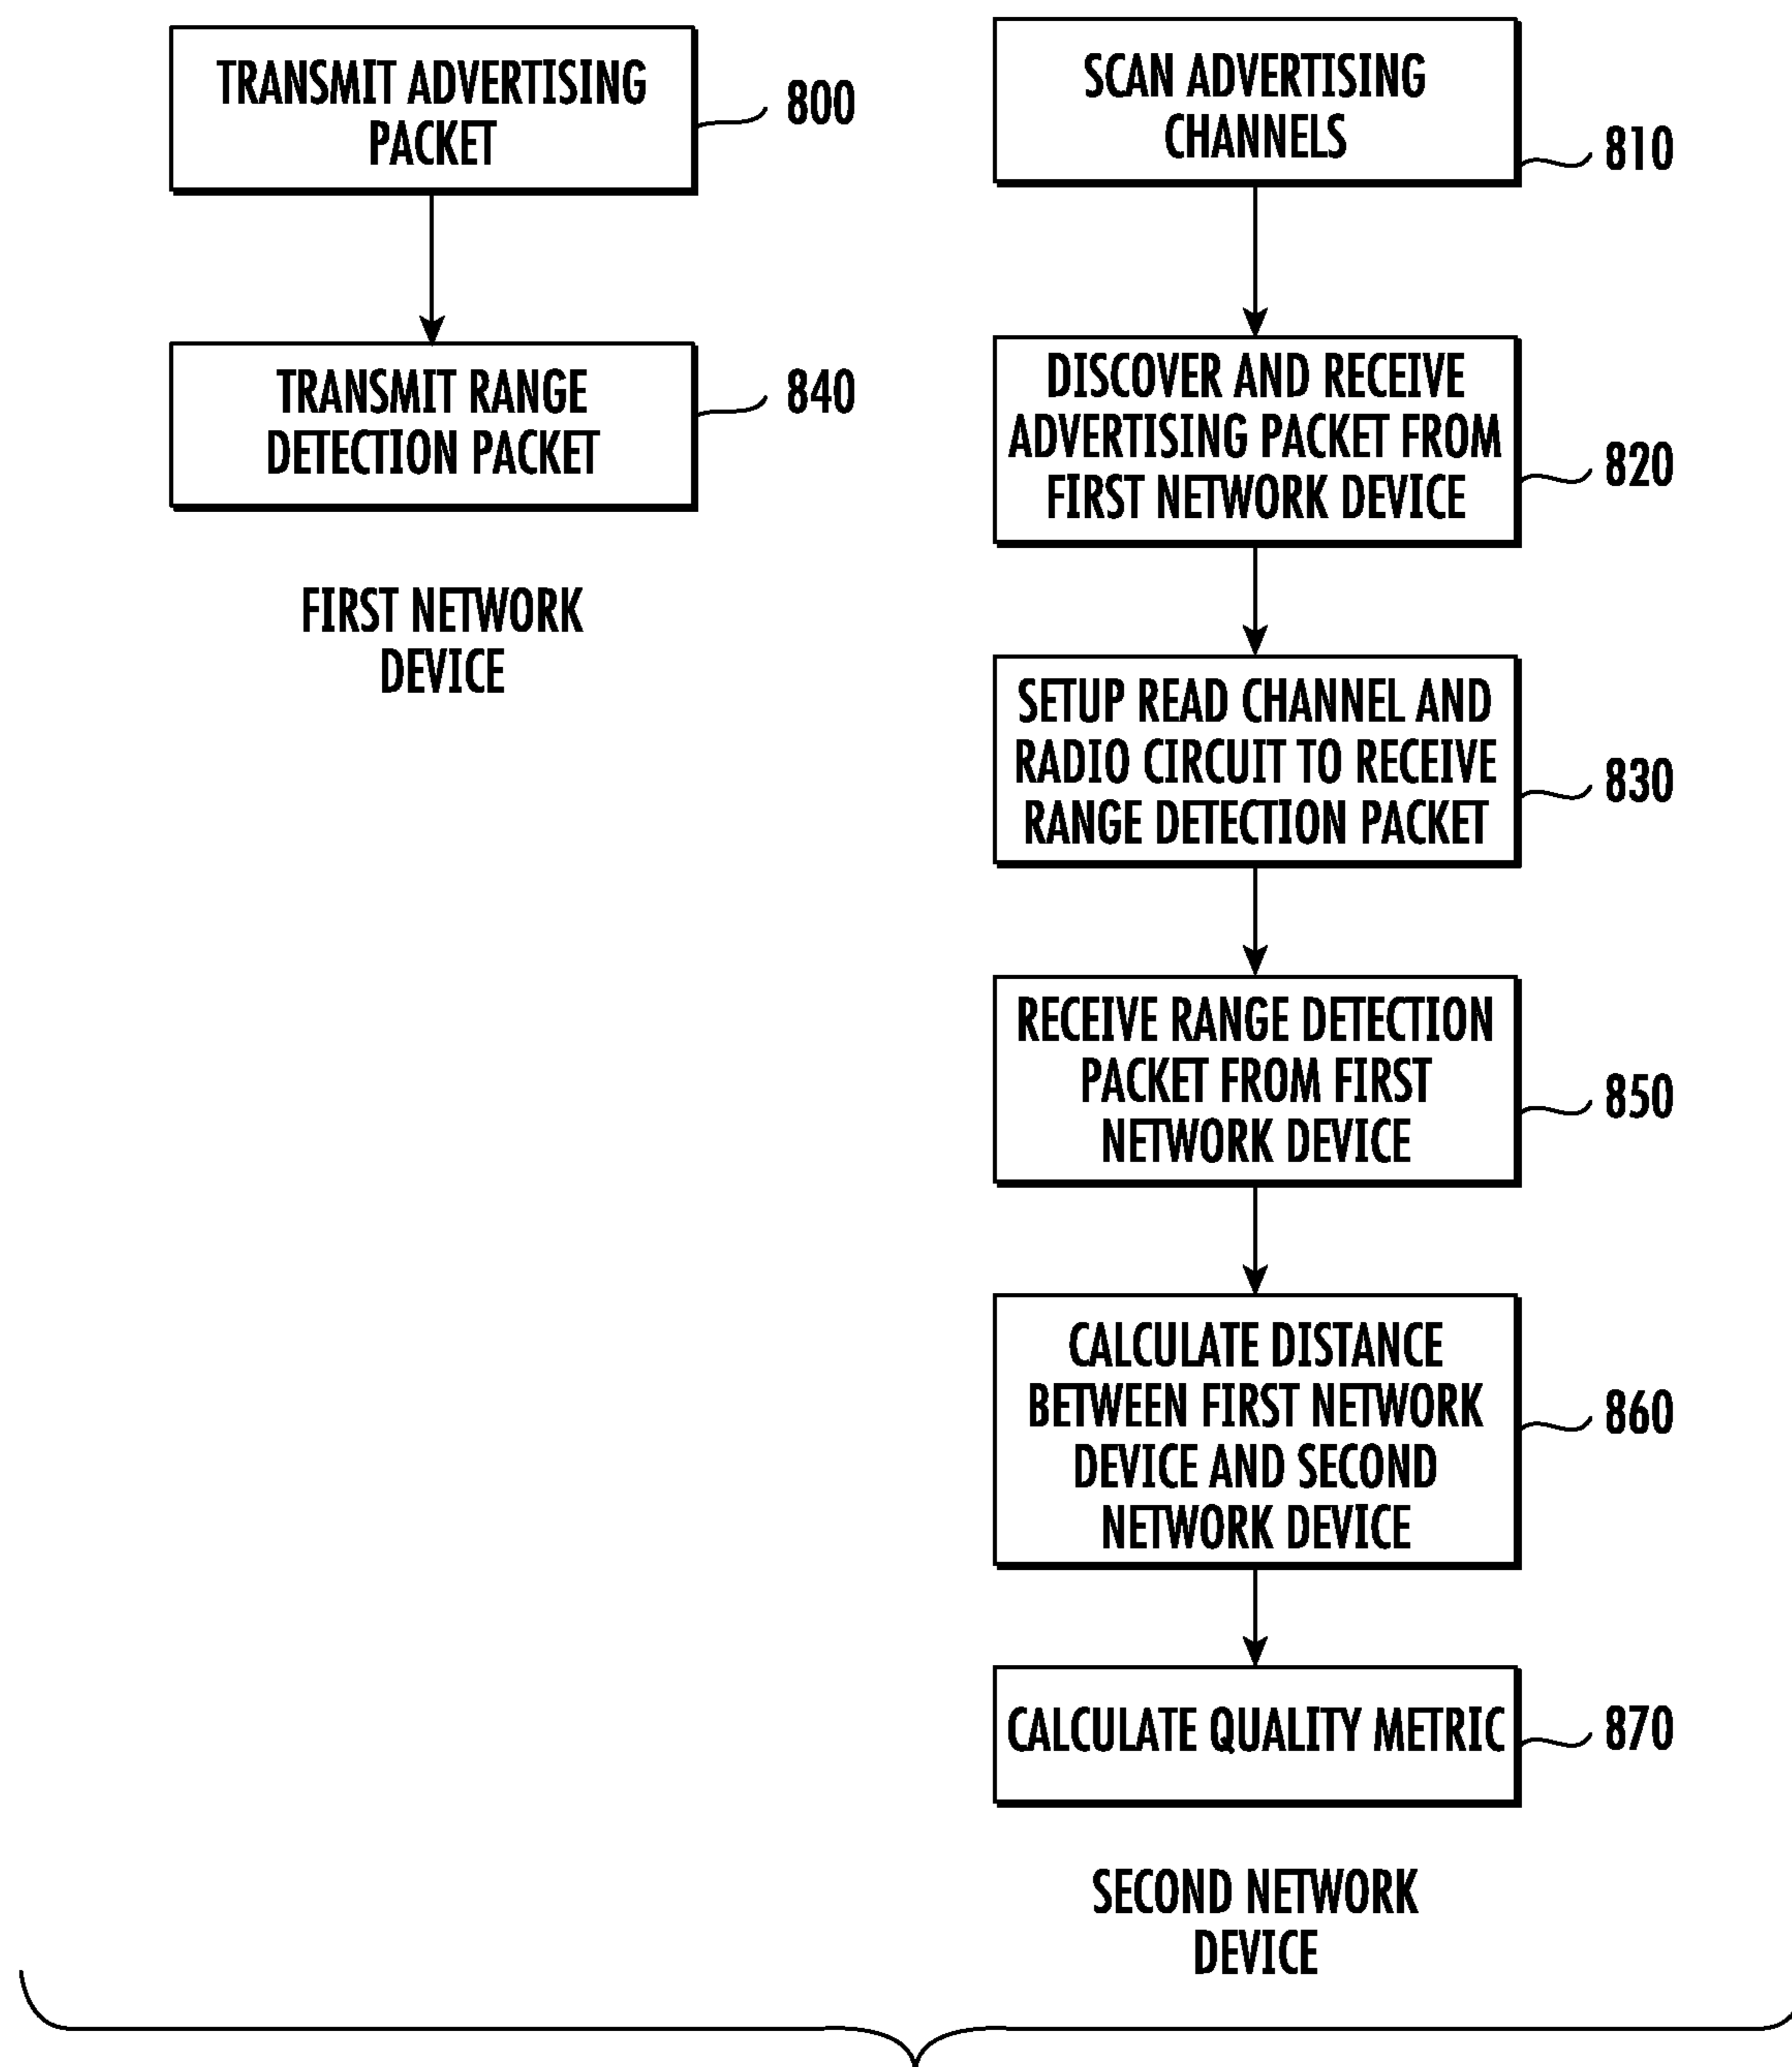 TRANSMIT ADVERTISING
PACKET
800
TRANSMIT RANGE
DETECTION PACKET
840
FIRST NETWORK
DEVICE
SCAN ADVERTISING
CHANNELS
810
DISCOVER AND RECEIVE
ADVERTISING PACKET FROM
FIRST NETWORK DEVICE
820
SETUP READ CHANNEL AND
RADIO CIRCUIT TO RECEIVE
RANGE DETECTION PACKET
830
RECEIVE RANGE DETECTION
PACKET FROM FIRST
NETWORK DEVICE
850
CALCULATE DISTANCE
BETWEEN FIRST NETWORK
DEVICE AND SECOND
NETWORK DEVICE
860
CALCULATE QUALITY METRIC
870
SECOND NETWORK
DEVICE